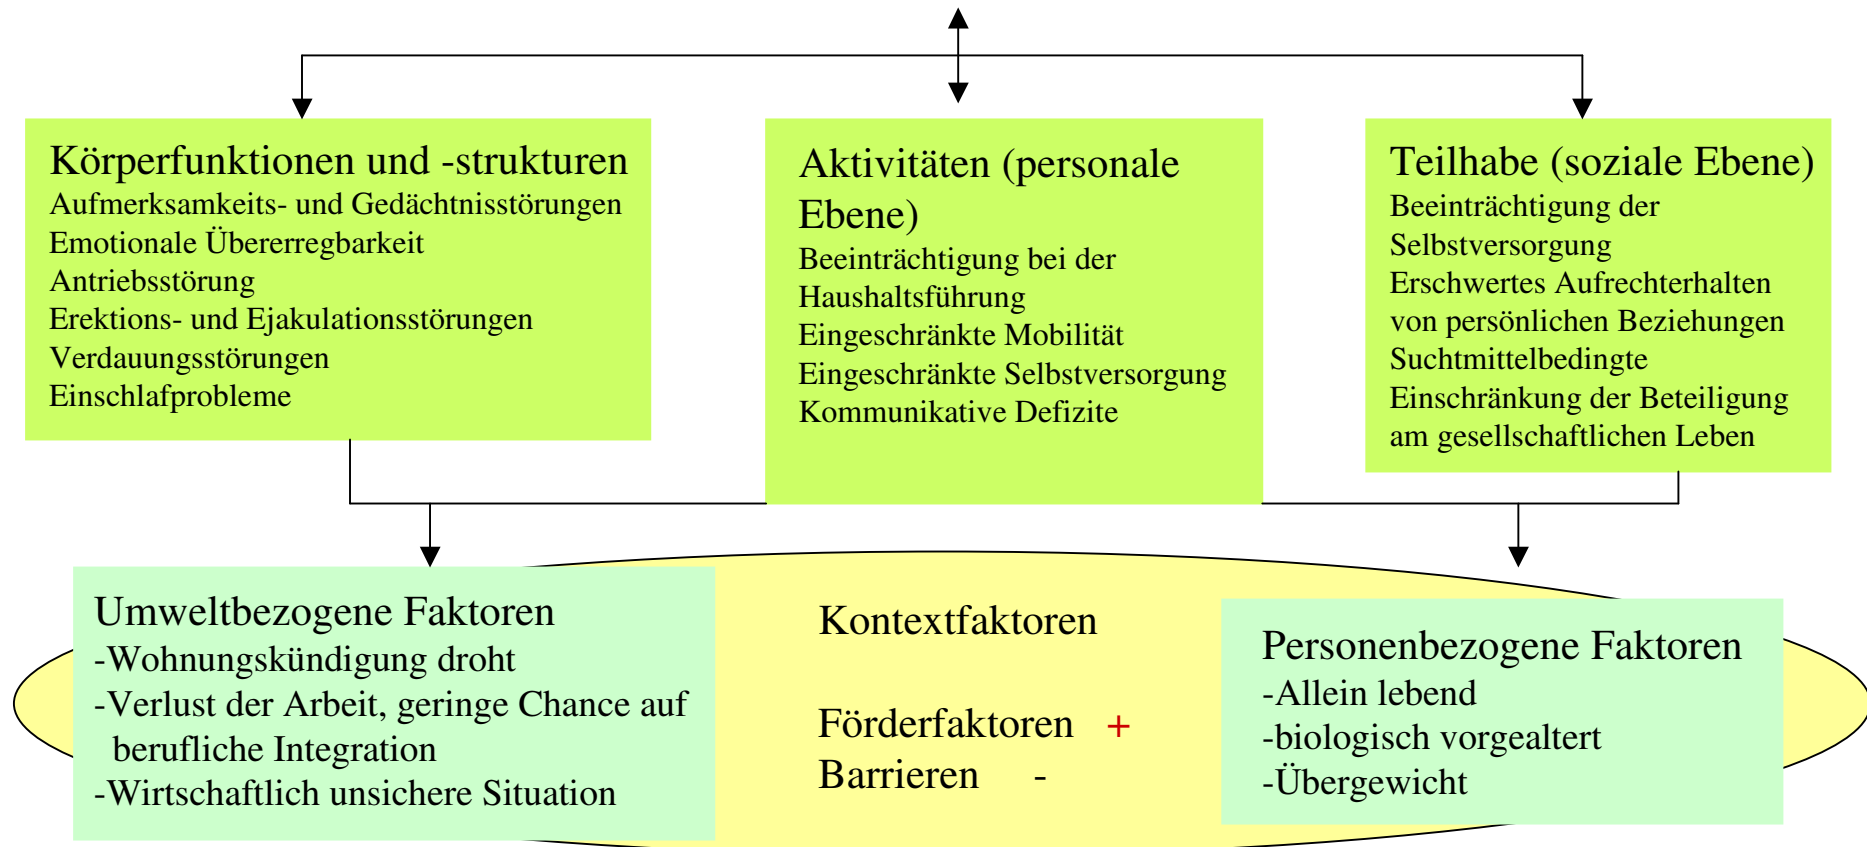 Körperfunktionen und -strukturen
Aufmerksamkeits- und Gedächtnisstörungen
Emotionale Übererregbarkeit
Antriebsstörung
Erektions- und Ejakulationsstörungen
Verdauungsstörungen
Einschlafprobleme
Aktivitäten (personale
Ebene)
Beeinträchtigung bei der
Haushaltsführung
Eingeschränkte Mobilität
Eingeschränkte Selbstversorgung
Kommunikative Defizite
Teilhabe (soziale Ebene)
Beeinträchtigung der
Selbstversorgung
Erschwertes Aufrechterhalten
von persönlichen Beziehungen
Suchtmittelbedingte
Einschränkung der Beteiligung
am gesellschaftlichen Leben
Umweltbezogene Faktoren
-Wohnungskündigung droht
-Verlust der Arbeit, geringe Chance auf
berufliche Integration
-Wirtschaftlich unsichere Situation
Kontextfaktoren
Förderfaktoren +
Barrieren -
Personenbezogene Faktoren
-Allein lebend
-biologisch vorgealtert
-Übergewicht